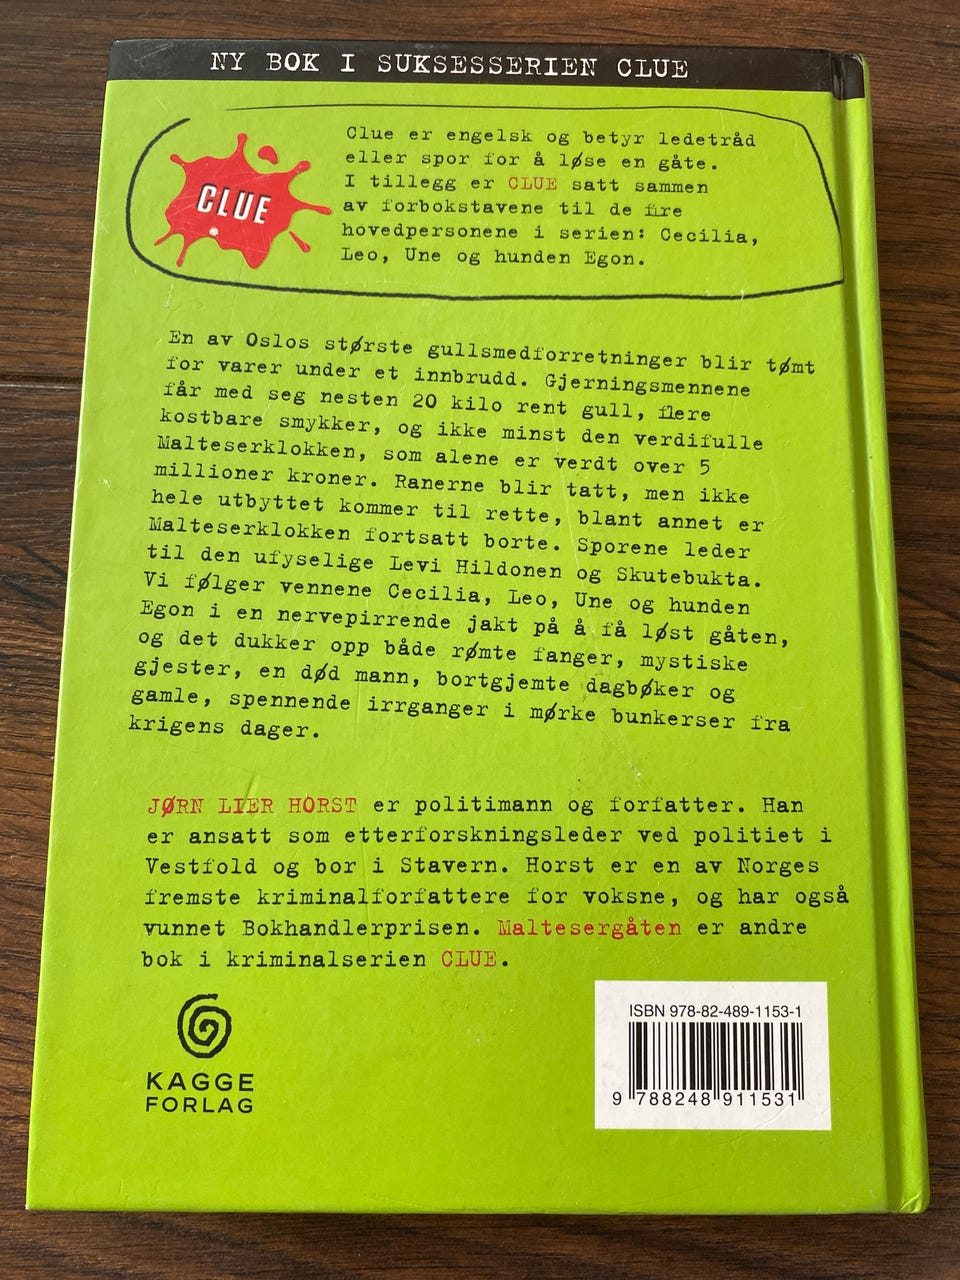 NY BOK I SUKSESSERIEN CLUE
CLUE
Clue er engelsk og betyr ledetråd
eller spor for å løse en gåte.
I tillegg er CLUE satt sammen
av forbokstavene til de fire
hovedpersonene i serien: Cecilia,
Leo, Une og hunden Egon.
En av Oslos største gullsmedforretninger blir tømt
for varer under et innbrudd. Gjerningsmennene
får med seg nesten 20 kilo rent gull, flere
kostbare smykker, og ikke minst den verdifulle
Malteserklokken, som alene er verdt over 5
millioner kroner. Ranerne blir tatt, men ikke
hele utbyttet kommer til rette, blant annet er
Malteserklokken fortsatt borte. Sporene leder
til den ufyselige Levi Hildonen og Skutebukta.
Vi følger vennene Cecilia, Leo, Une og hunden
Egon i en nervepirrende jakt på å få løst gåten,
og det dukker opp både rømte fanger, mystiske
gjester, en død mann, bortgjemte dagbøker og
gamle, spennende irrganger i mørke bunkerser fra
krigens dager.
JØRN LIER HORST er politimann og forfatter. Han
er ansatt som etterforskningsleder ved politiet i
Vestfold og bor i Stavern. Horst er en av Norges
fremste kriminalforfattere for voksne, og har også
vunnet Bokhandlerprisen. Maltesergåten er andre
bok i kriminalserien CLUE.
KAGGE
FORLAG
ISBN 978-82-489-1153-1
9 788248 911531